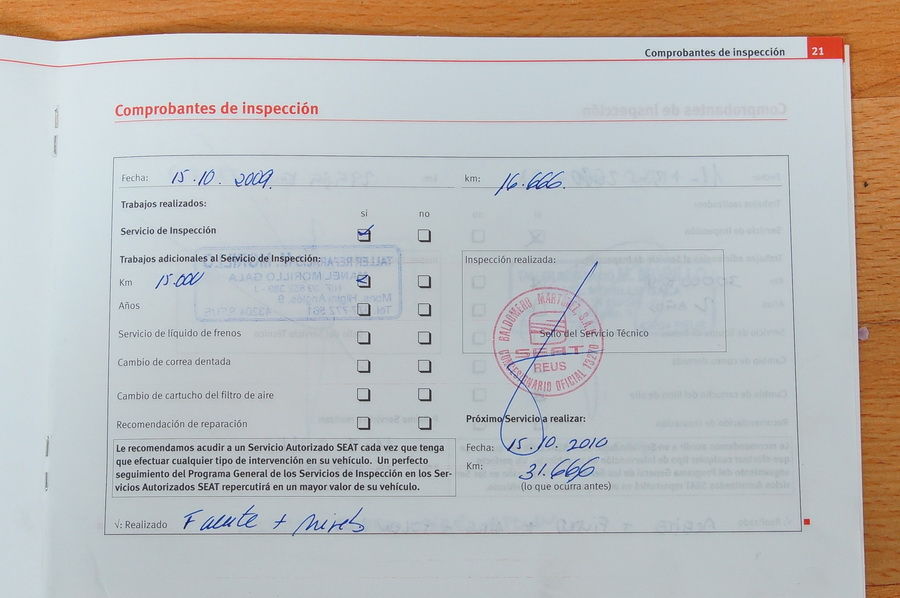 Comprobantes de inspección 21
Comprobantes de inspección
Fecha: 15.10.2009. km: 16.666.
Trabajos realizados:
sí no
Servicio de Inspección
Trabajos adicionales al Servicio de Inspección:
Km 15.000
Años
Servicio de líquido de frenos
Cambio de correa dentada
Cambio de cartucho del filtro de aire
Recomendación de reparación
Le recomendamos acudir a un Servicio Autorizado SEAT cada vez que tenga
que efectuar cualquier tipo de intervención en su vehículo. Un perfecto
seguimiento del Programa General de los Servicios de Inspección en los Ser-
vicios Autorizados SEAT repercutirá en un mayor valor de su vehículo.
√: Realizado + niveles
Inspección realizada:
Sello del Servicio Técnico
BALDOMERO MARTINEZ S.A.
SEAT
REUS
CONCESIONARIO OFICIAL
Próximo Servicio a realizar:
Fecha: 15.10.2010
Km: 31.666
(lo que ocurra antes)